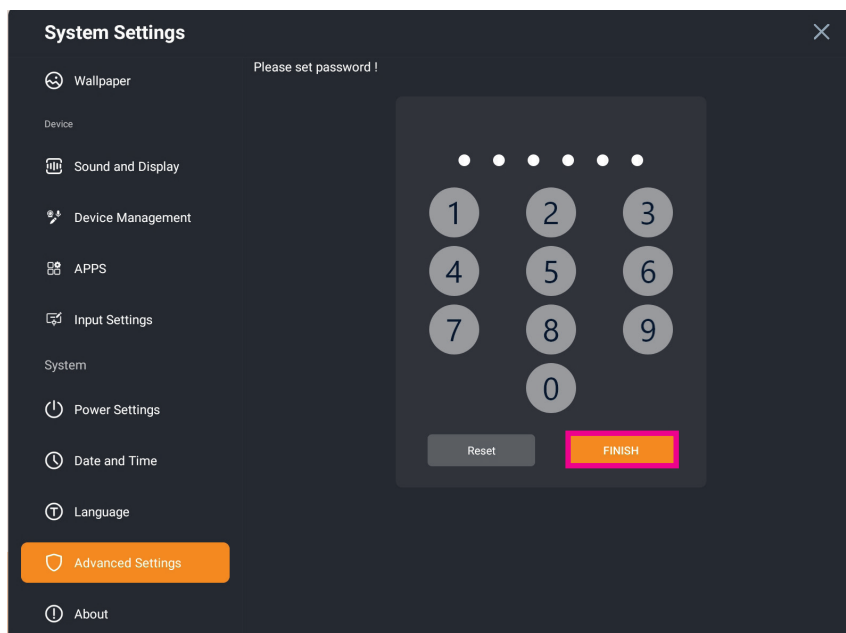 System Settings
Wallpaper
Please set password !
Device
Sound and Display
Device Management
APPS
Input Settings
System
Power Settings
Date and Time
Language
Advanced Settings
About
1 2 3
4 5 6
7 8 9
0
Reset FINISH